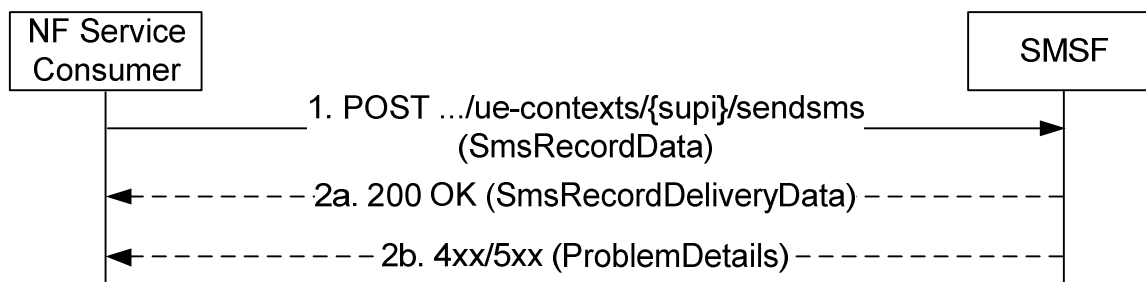 NF Service
Consumer
SMSF
1. POST .../ue-contexts/{supi}/sendsms
(SmsRecordData)
2a. 200 OK (SmsRecordDeliveryData)
2b. 4xx/5xx (ProblemDetails)